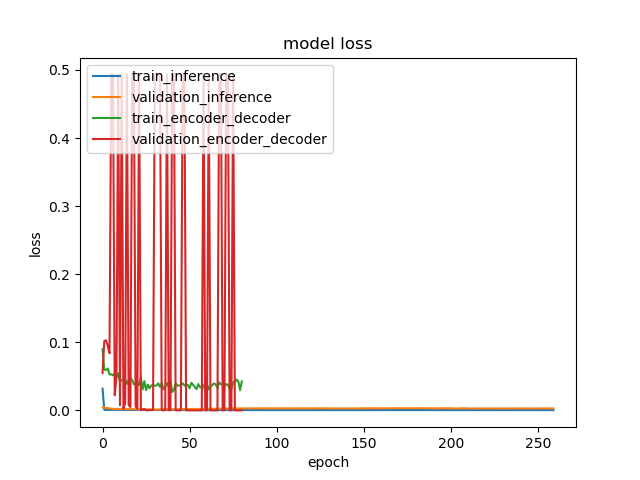 model loss
train_inference
validation_inference
train_encoder_decoder
validation_encoder_decoder
0.5
0.4
0.3
0.2
0.1
0.0
loss
0 50 100 150 200 250
epoch